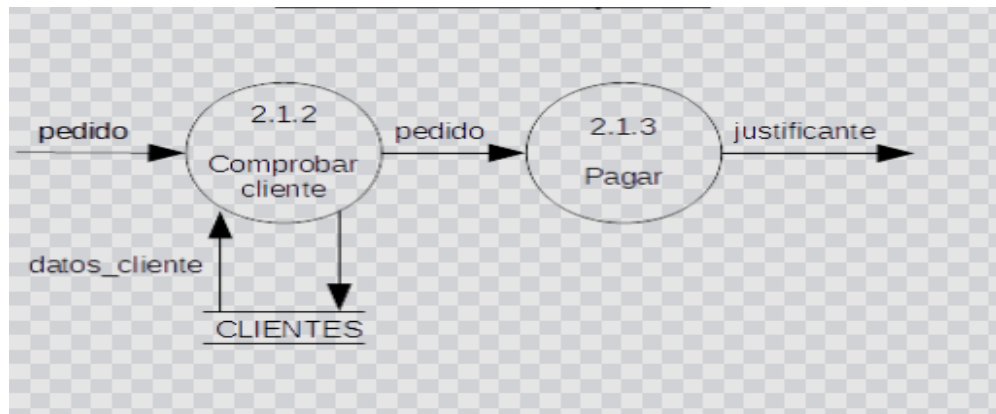 pedido
2.1.2
Comprobar
cliente
pedido
2.1.3
Pagar
justificante
datos_cliente
CLIENTES